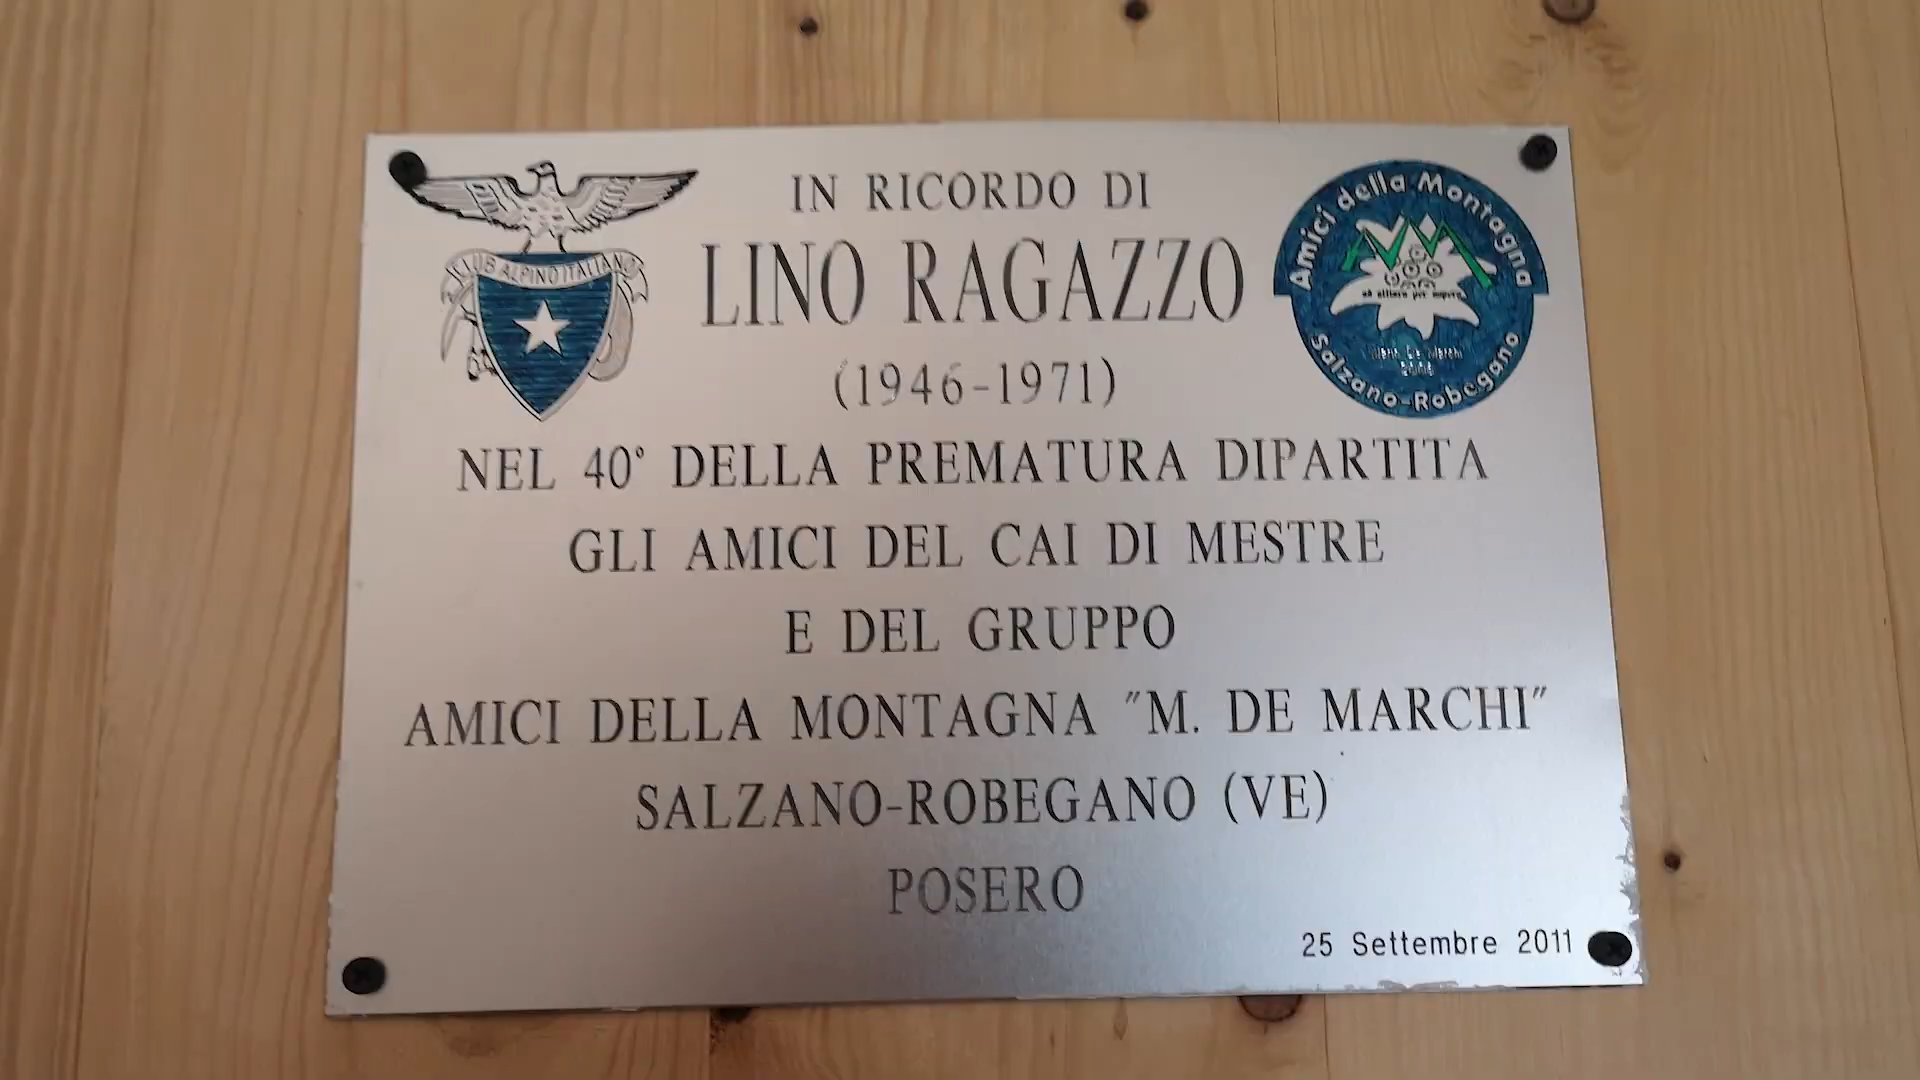 IN RICORDO DI
LINO RAGAZZO
(1946-1971)
NEL 40° DELLA PREMATURA DIPARTITA
GLI AMICI DEL CAI DI MESTRE
E DEL GRUPPO
AMICI DELLA MONTAGNA "M. DE MARCHI"
SALZANO-ROBEGANO (VE)
POSERO
25 Settembre 2011
CLUB ALPINO ITALIANO
Amici della Montagna
Salzano-Robegano